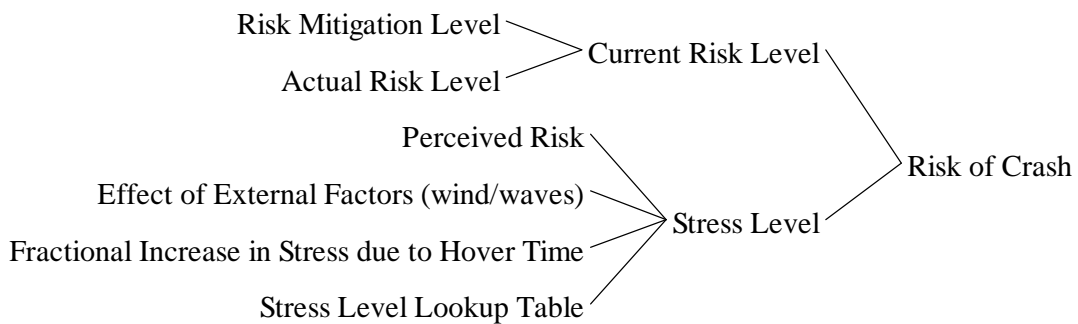 Risk Mitigation Level
Current Risk Level
Actual Risk Level
Perceived Risk
Risk of Crash
Effect of External Factors (wind/waves)
Stress Level
Fractional Increase in Stress due to Hover Time
Stress Level Lookup Table